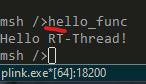 msh />hello_func
Hello RT-Thread!
msh />
plink.exe*[64]:18200